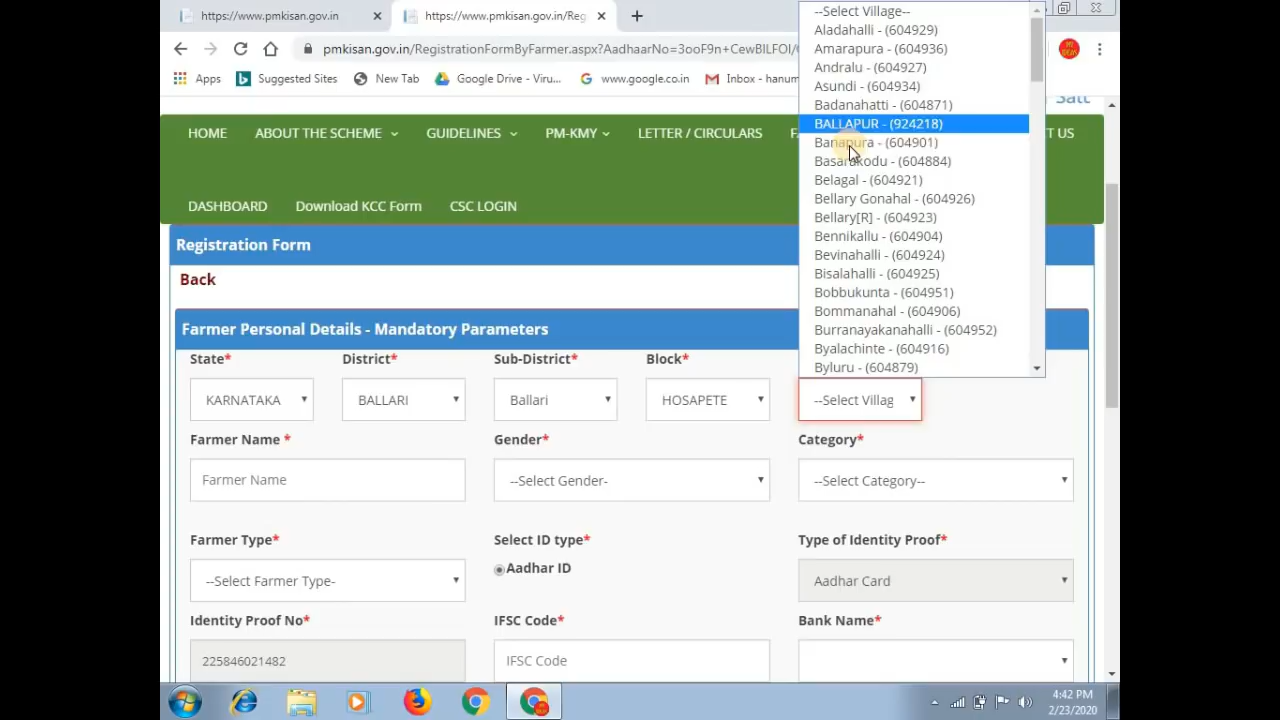 https://www.pmkisan.gov.in
https://www.pmkisan.gov.in/Reg
pmkisan.gov.in/RegistrationFormByFarmer.aspx?AadhaarNo=3ooF9n+CewBILFOI/
Apps
Suggested Sites
New Tab
Google Drive - Viru...
www.google.co.in
Inbox - hanum
HOME
ABOUT THE SCHEME
GUIDELINES
PM-KMY
LETTER / CIRCULARS
US
DASHBOARD
Download KCC Form
CSC LOGIN
--Select Village--
Aladahalli - (604929)
Amarapura - (604936)
Andralu - (604927)
Asundi - (604934)
Badanahatti - (604871)
BALLAPUR - (924218)
Banapura - (604901)
Basarakodu - (604884)
Belagal - (604921)
Bellary Gonahal - (604926)
Bellary[R] - (604923)
Bennikallu - (604904)
Bevinahalli - (604924)
Bisalahalli - (604925)
Bobbukunta - (604951)
Bommanahal - (604906)
Burranayakanahalli - (604952)
Byalachinte - (604916)
Byluru - (604879)
Registration Form
Back
Farmer Personal Details - Mandatory Parameters
State*
District*
Sub-District*
Block*
KARNATAKA
BALLARI
Ballari
HOSAPETE
--Select Villag
Farmer Name *
Gender*
Category*
Farmer Name
--Select Gender-
--Select Category--
Farmer Type*
Select ID type*
Type of Identity Proof*
--Select Farmer Type-
Aadhar ID
Aadhar Card
Identity Proof No*
IFSC Code*
Bank Name*
225846021482
IFSC Code
4:42 PM
2/23/2020